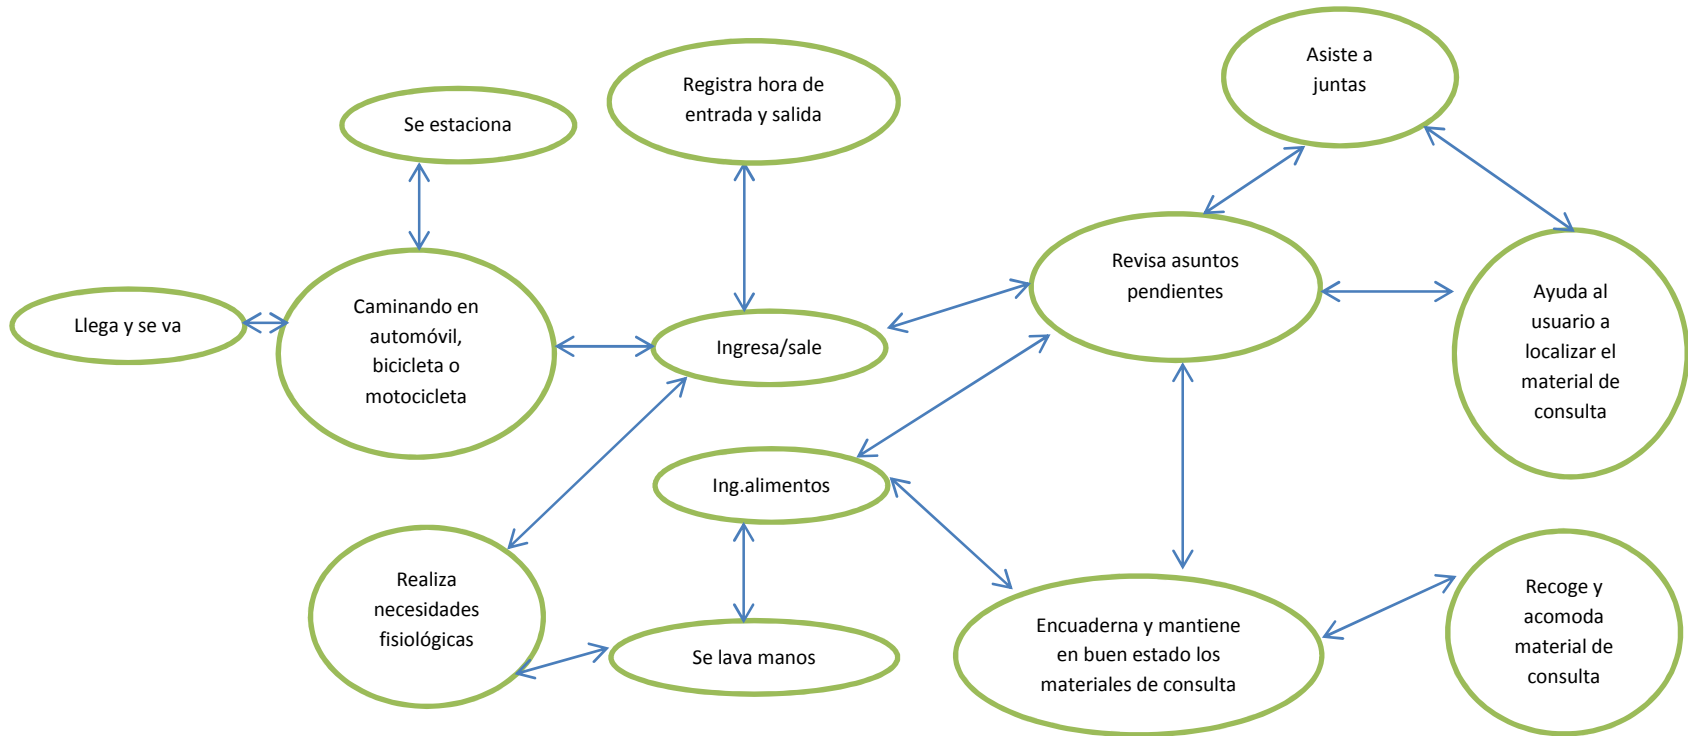 Asiste a
juntas
Registra hora de
entrada y salida
Se estaciona
Revisa asuntos
pendientes
Llega y se va
Caminando en
automóvil,
bicicleta o
motocicleta
Ingresa/sale
Ayuda al
usuario a
localizar el
material de
consulta
Ing.alimentos
Realiza
necesidades
fisiológicas
Se lava manos
Encuaderna y mantiene
en buen estado los
materiales de consulta
Recoge y
acomoda
material de
consulta